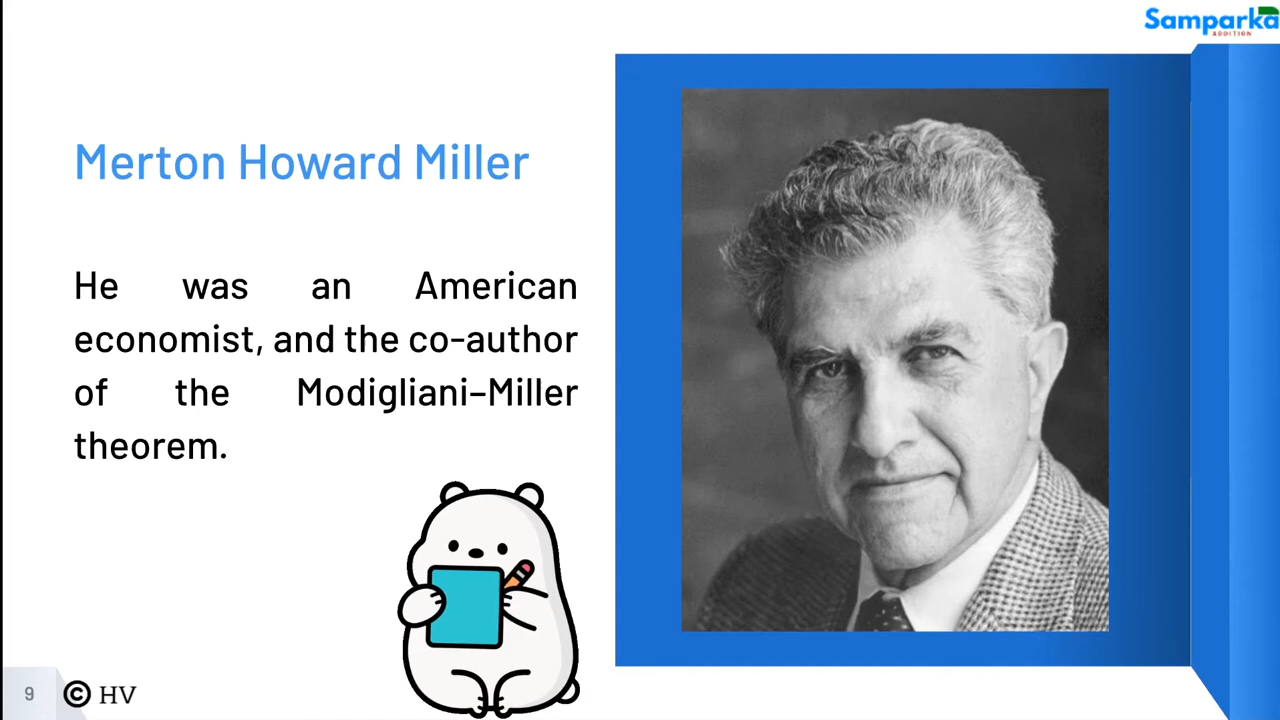 Samparka
ADDITION
Merton Howard Miller
He was an American
economist, and the co-author
of the Modigliani–Miller
theorem.
9 © HV